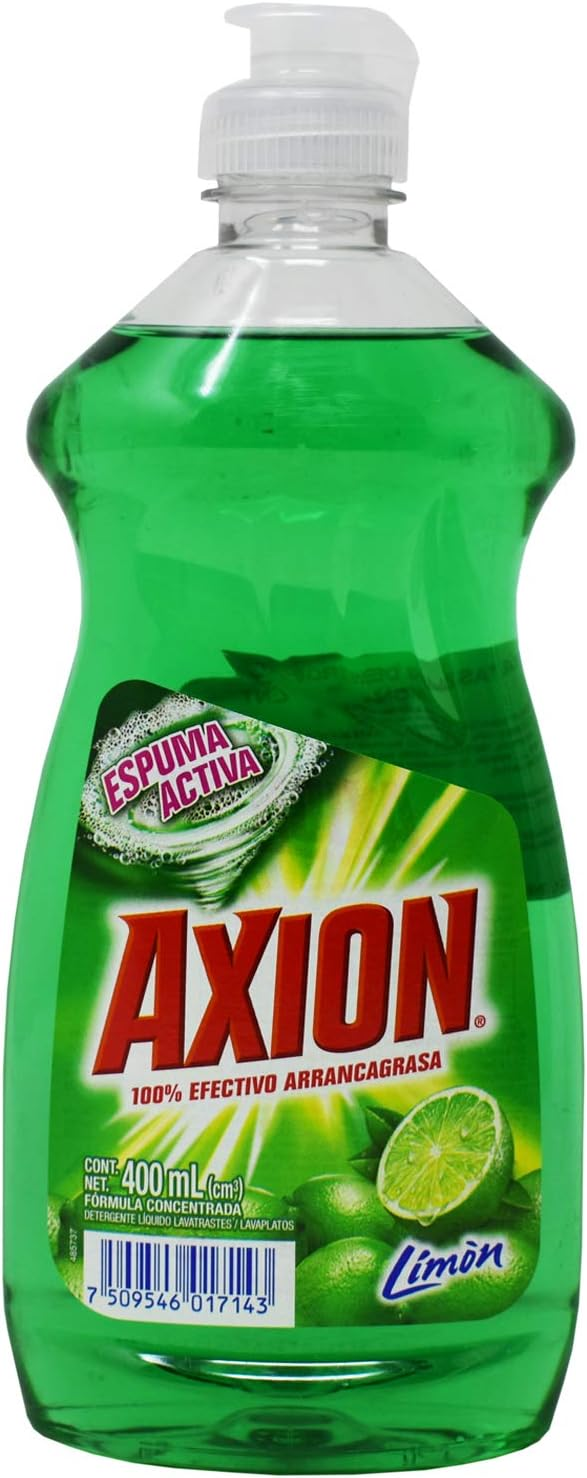 ESPUMA
ACTIVA
AXION®
100% EFECTIVO ARRANCAGRASA
CONT.
NET. 400 mL (cm³)
FÓRMULA CONCENTRADA
DETERGENTE LÍQUIDO LAVATRASTES / LAVAPLATOS
485737
7 509546 017143
Limòn